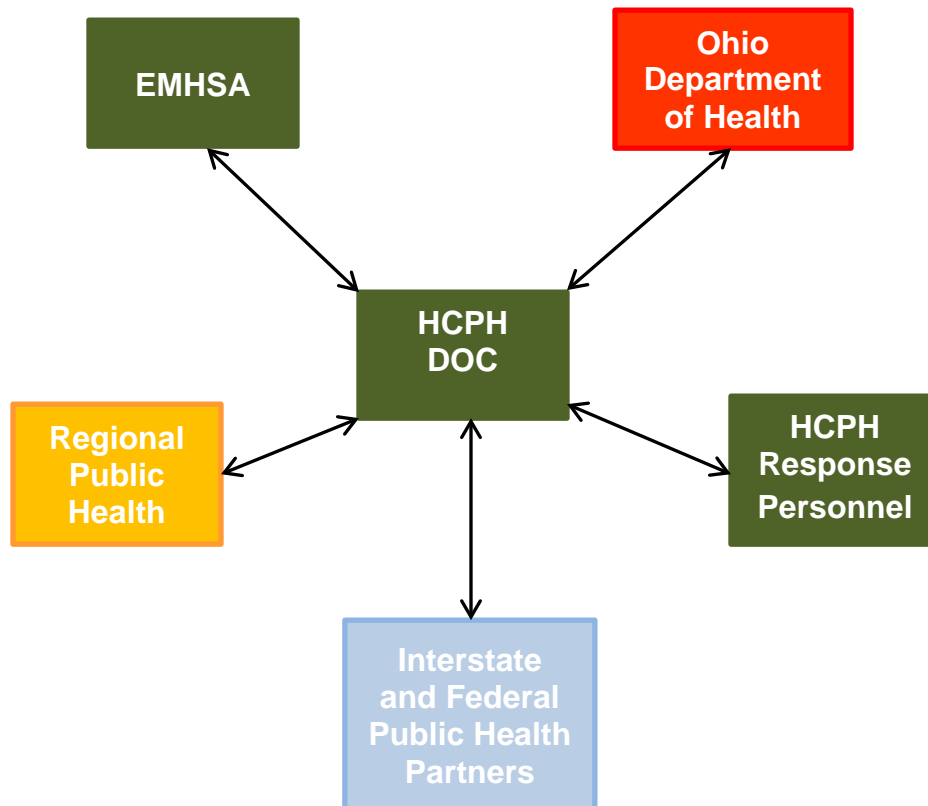 EMHSA
Ohio
Department
of Health
HCPH
DOC
Regional
Public
Health
HCPH
Response
Personnel
Interstate
and Federal
Public Health
Partners